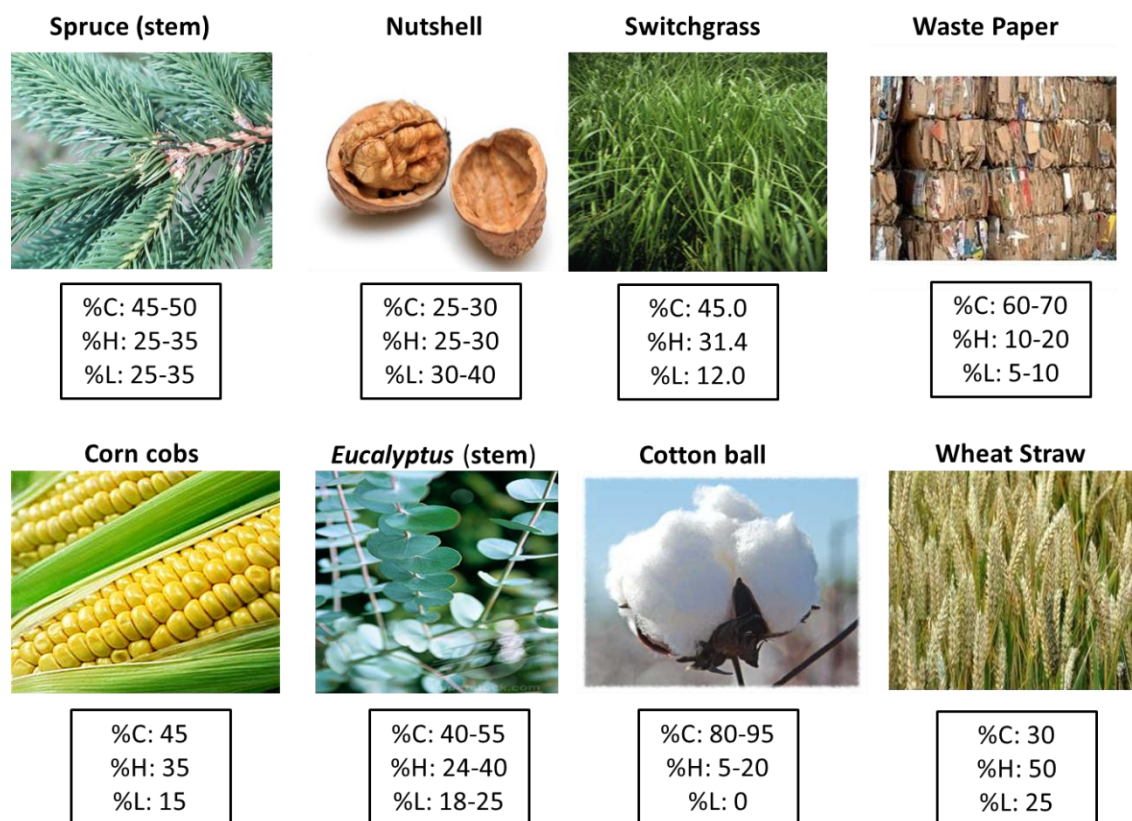 Spruce (stem)
Nutshell
Switchgrass
Waste Paper
%C: 45-50
%H: 25-35
%L: 25-35
%C: 25-30
%H: 25-30
%L: 30-40
%C: 45.0
%H: 31.4
%L: 12.0
%C: 60-70
%H: 10-20
%L: 5-10
Corn cobs
Eucalyptus (stem)
Cotton ball
Wheat Straw
%C: 45
%H: 35
%L: 15
%C: 40-55
%H: 24-40
%L: 18-25
%C: 80-95
%H: 5-20
%L: 0
%C: 30
%H: 50
%L: 25